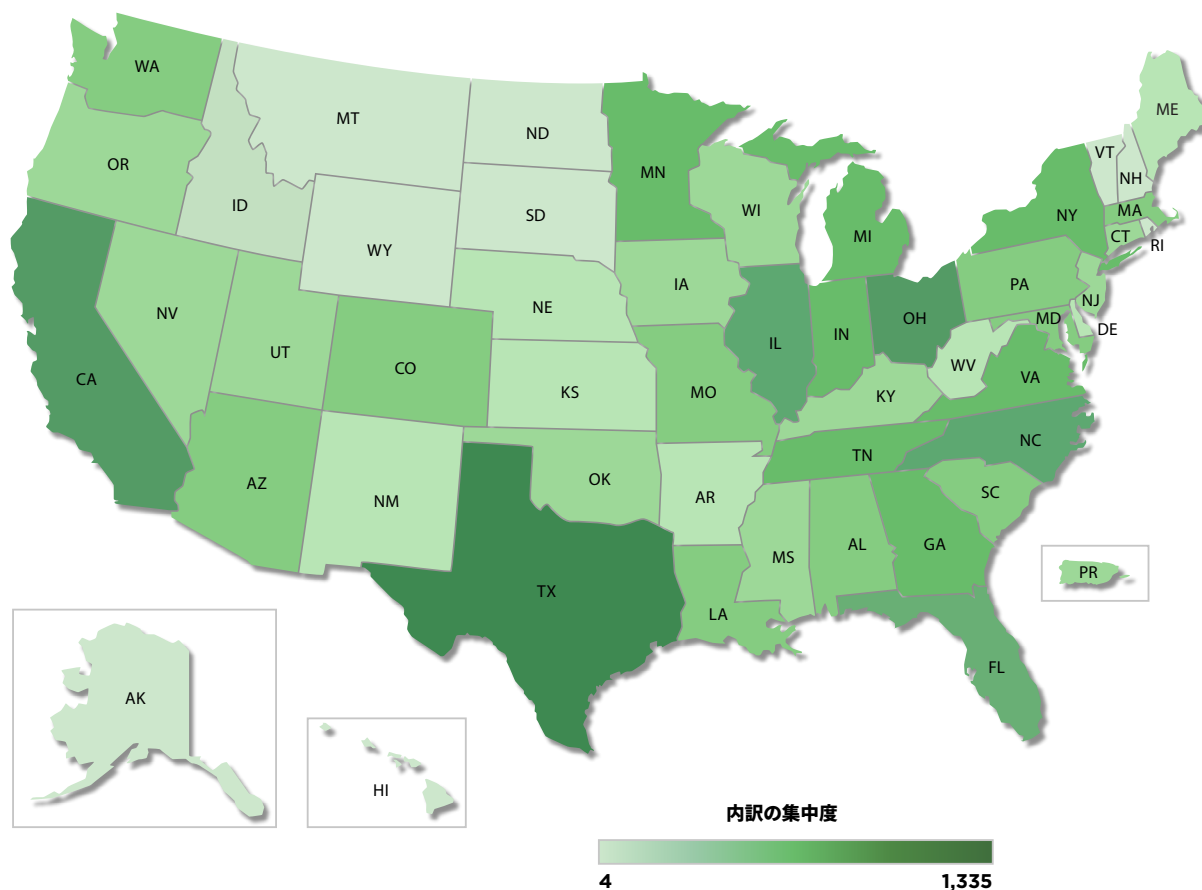 WA
MT
ND
MN
ME
VT
NH
OR
ID
SD
WI
MI
NY
MA
CT
RI
WY
IA
PA
NJ
NV
NE
IL
IN
OH
MD
DE
UT
CO
CA
KS
MO
WV
VA
KY
NC
TN
AZ
NM
OK
AR
SC
MS
AL
GA
TX
LA
PR
FL
AK
HI
内訳の集中度
4 1,335